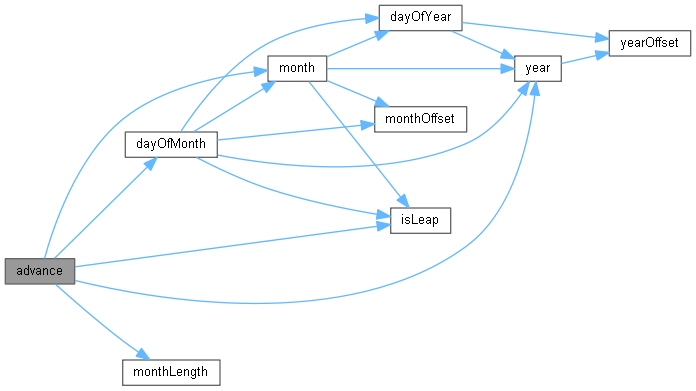 dayOfYear
yearOffset
month
year
monthOffset
dayOfMonth
isLeap
advance
monthLength